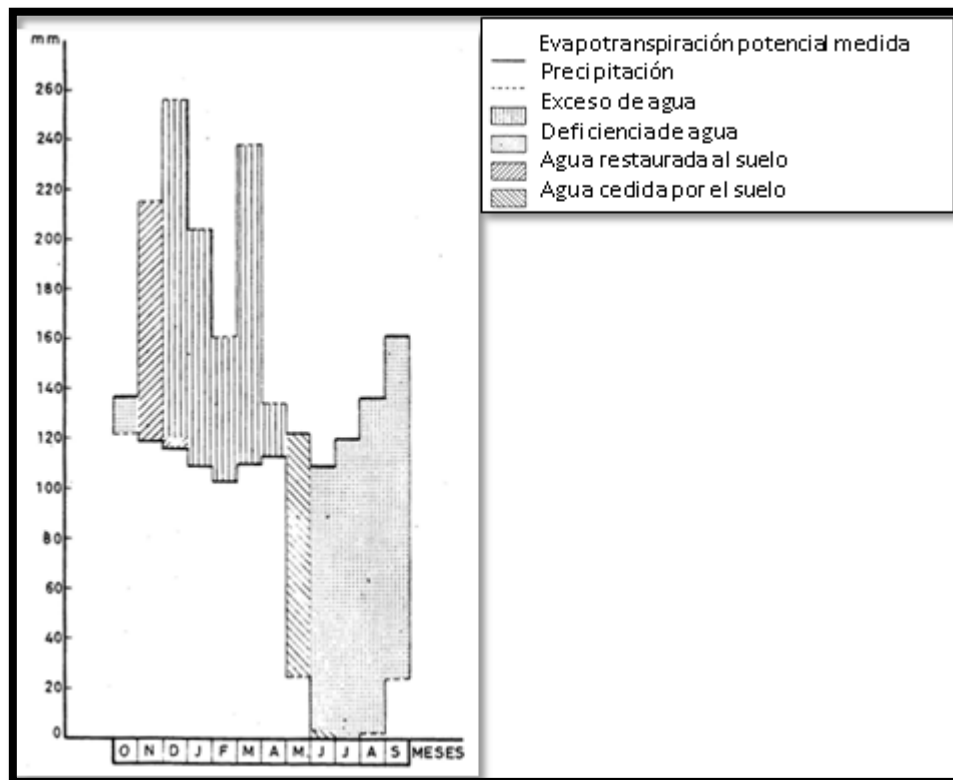 mm
260
240
220
200
180
160
140
120
100
80
60
40
20
0
O N D J F M A M. J J A S MESES
Evapotranspiración potencial medida
Precipitación
Exceso de agua
Deficiencia de agua
Agua restaurada al suelo
Agua cedida por el suelo